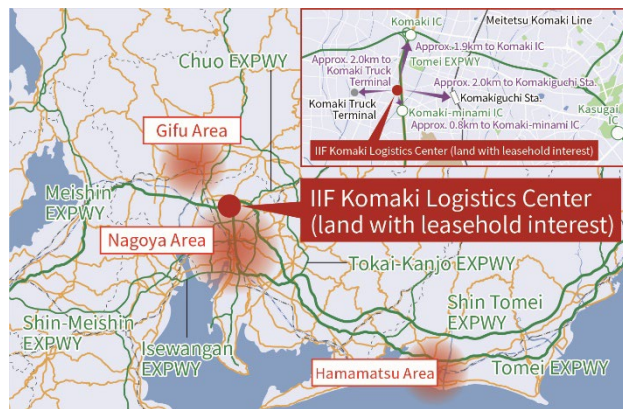 Chuo EXPWY
Gifu Area
Meishin
EXPWY
Nagoya Area
IIF Komaki Logistics Center
(land with leasehold interest)
Tokai-Kanjo EXPWY
Shin-Meishin
EXPWY
Isewangan
EXPWY
Shin Tomei
EXPWY
Hamamatsu Area
Tomei EXPWY
Komaki IC
Meitetsu Komaki Line
Approx. 1.9km to Komaki IC
Approx. 2.0km to
Komaki Truck
Terminal
Tomei EXPWY
Approx. 2.0km to Komakiguchi Sta.
Komaki Truck
Terminal
Komakiguchi Sta.
Komaki-minami IC
Approx. 0.8km to Komaki-minami IC
Kasugai
IC
IIF Komaki Logistics Center (land with leasehold interest)